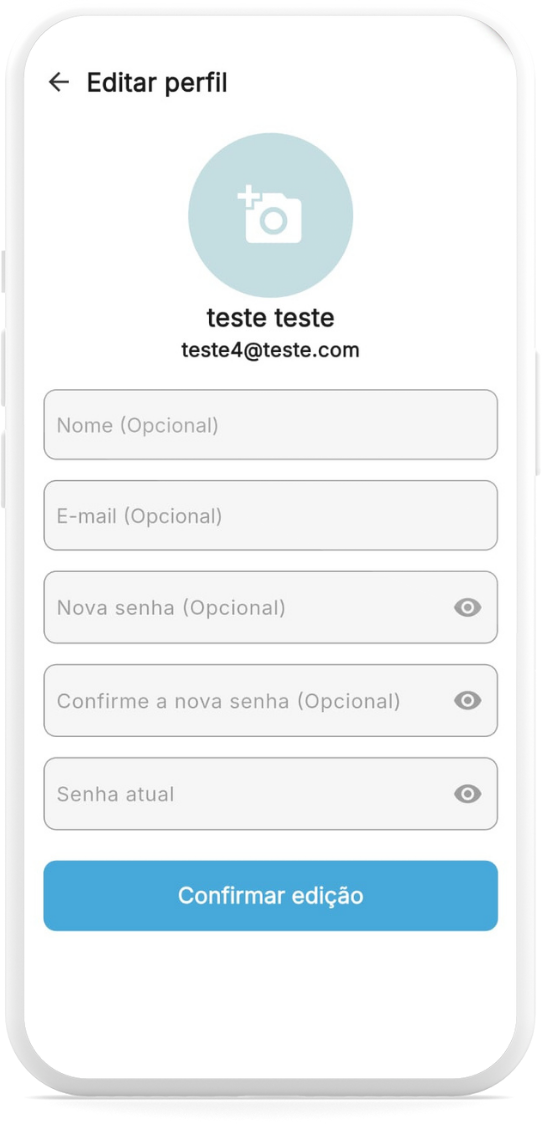 Editar perfil
teste teste
teste4@teste.com
Nome (Opcional)
E-mail (Opcional)
Nova senha (Opcional)
Confirme a nova senha (Opcional)
Senha atual
Confirmar edição